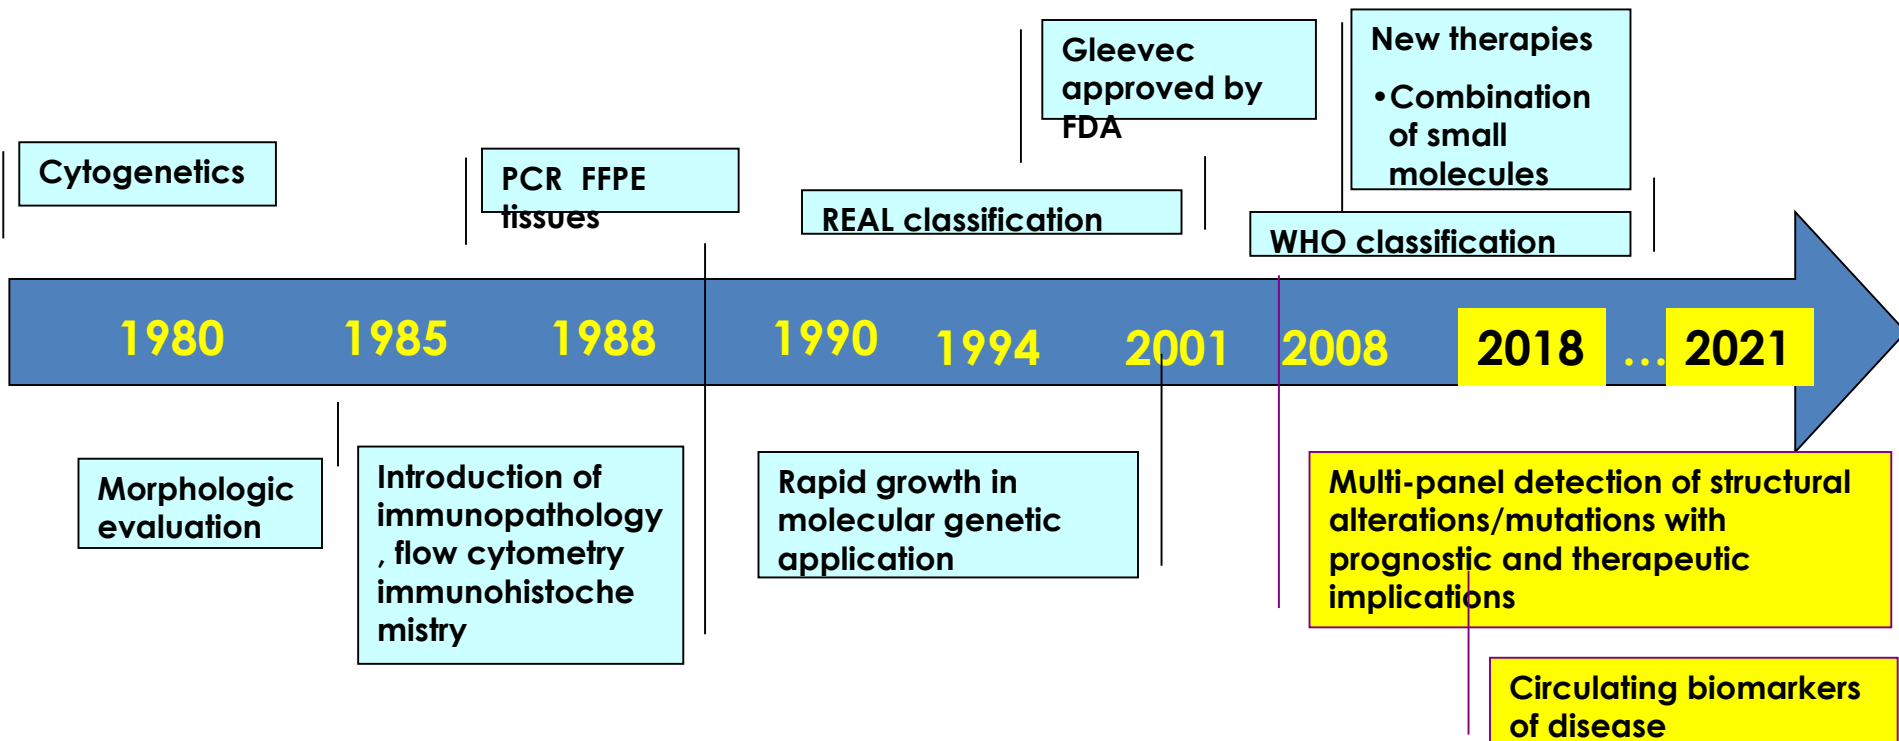 Gleevec
approved by
FDA
New therapies
•Combination
of small
molecules
Cytogenetics
PCR FFPE
tissues
REAL classification
WHO classification
1980 1985 1988 1990 1994 2001 2008 2018 ... 2021
Morphologic
evaluation
Introduction of
immunopathology
, flow cytometry
immunohistoche
mistry
Rapid growth in
molecular genetic
application
Multi-panel detection of structural
alterations/mutations with
prognostic and therapeutic
implications
Circulating biomarkers
of disease